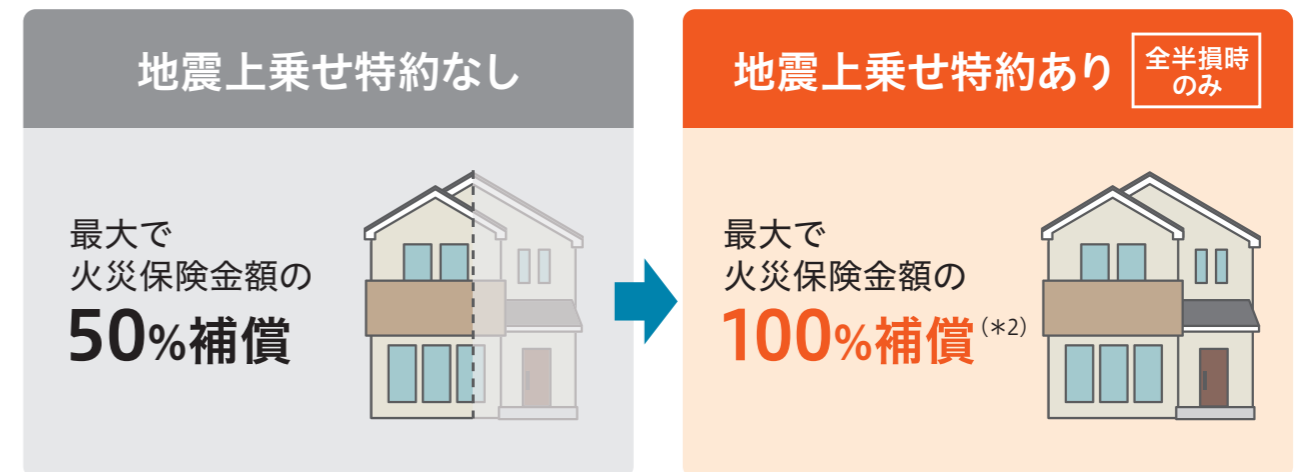 地震上乗せ特約なし
最大で
火災保険金額の
50%補償
地震上乗せ特約あり
全半損時
のみ
最大で
火災保険金額の
100%補償(*2)